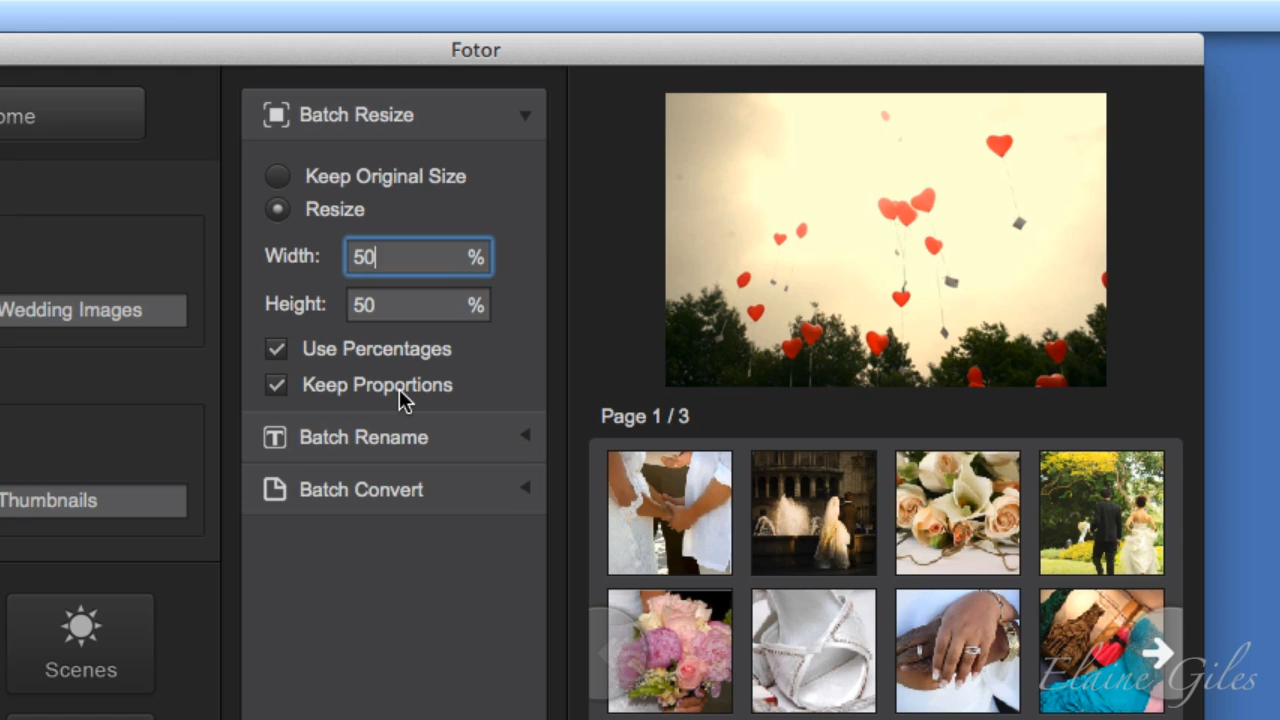 Fotor
ome
Batch Resize
Keep Original Size
Resize
Width: 50 %
Height: 50 %
Use Percentages
Keep Proportions
Batch Rename
Batch Convert
Wedding Images
Thumbnails
Scenes
Page 1 / 3
Elaine Giles